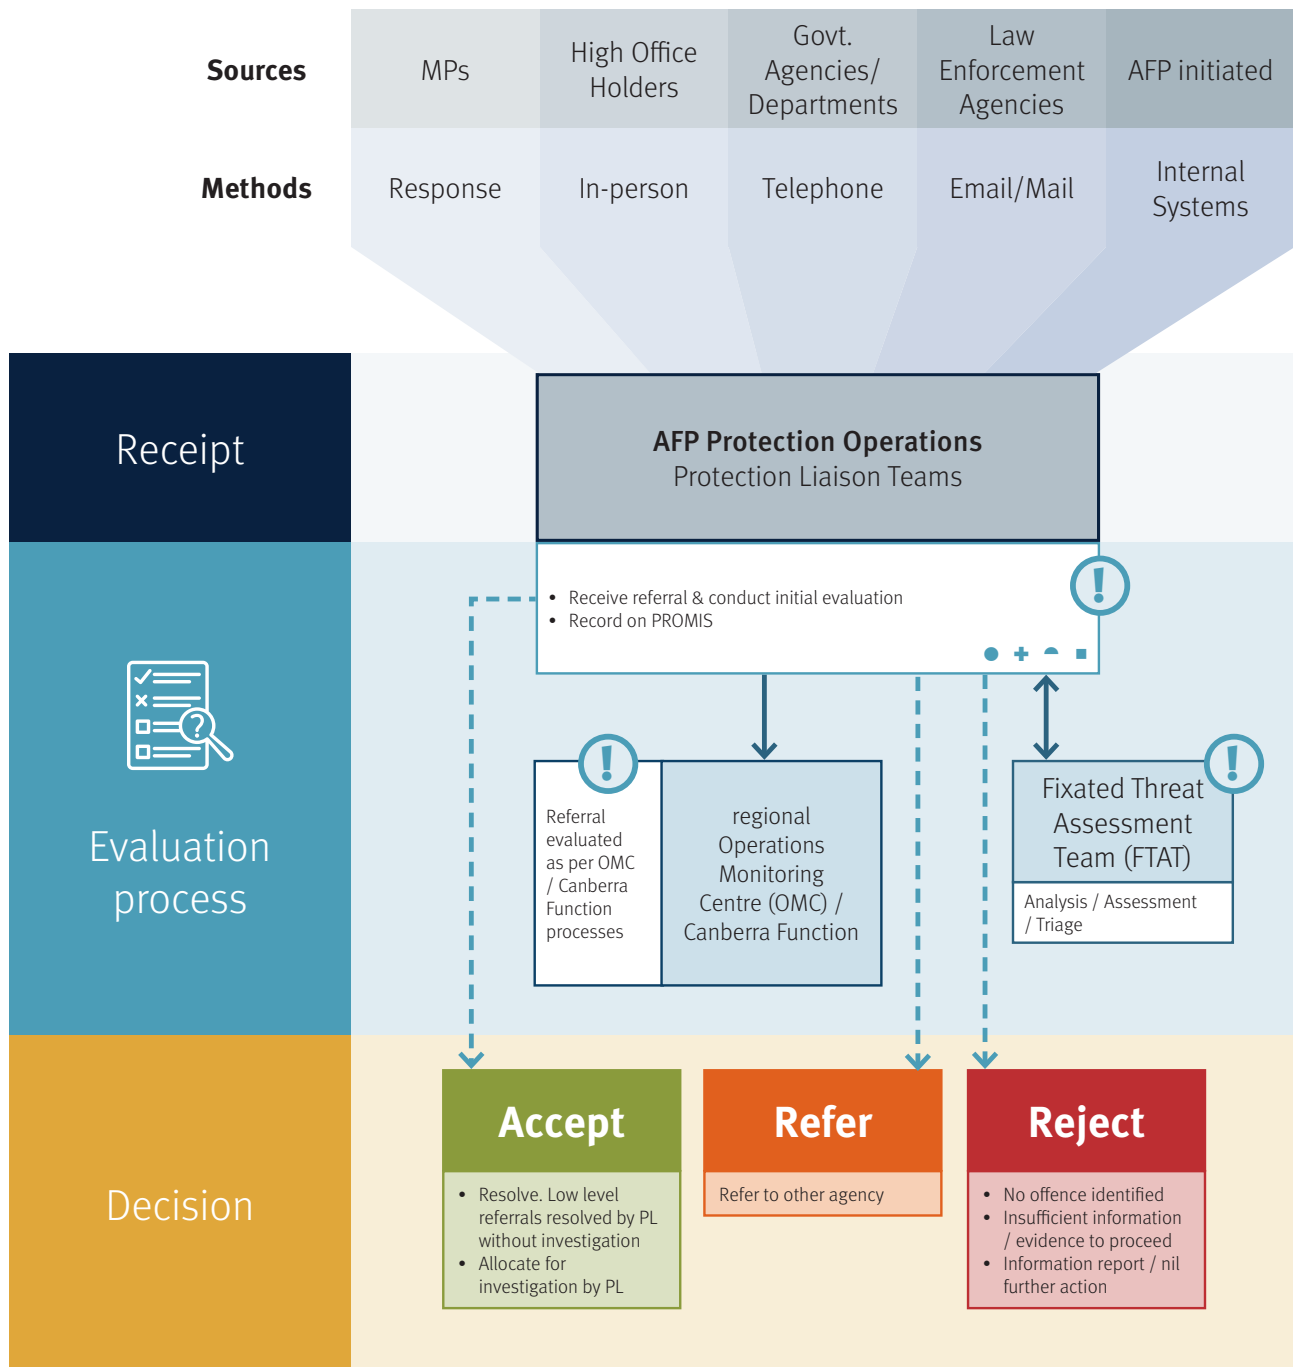 Sources
MPs
High Office
Holders
Govt.
Agencies/
Departments
Law
Enforcement
Agencies
AFP initiated
Methods
Response
In-person
Telephone
Email/Mail
Internal
Systems
Receipt
AFP Protection Operations
Protection Liaison Teams
• Receive referral & conduct initial evaluation
• Record on PROMIS
!
?
Evaluation
process
!
Referral
evaluated
as per OMC
/ Canberra
Function
processes
regional
Operations
Monitoring
Centre (OMC) /
Canberra Function
!
Fixated Threat
Assessment
Team (FTAT)
Analysis / Assessment
/ Triage
Decision
Accept
• Resolve. Low level
referrals resolved by PL
without investigation
• Allocate for
investigation by PL
Refer
Refer to other agency
Reject
• No offence identified
• Insufficient information
/ evidence to proceed
• Information report / nil
further action